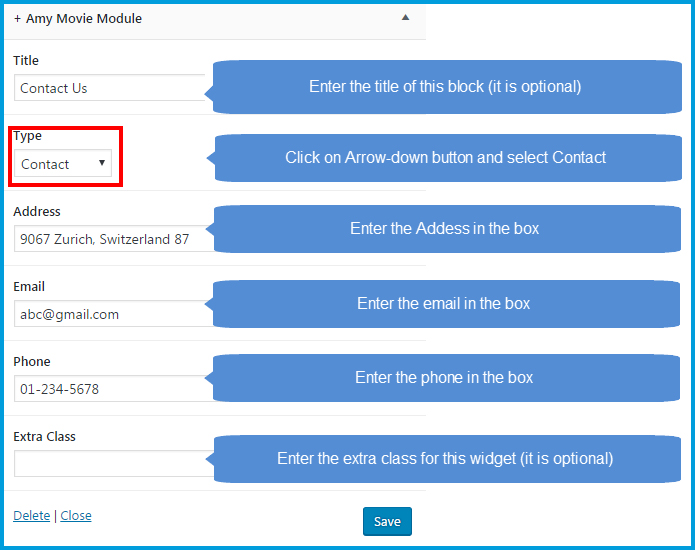 + Amy Movie Module
Title
Contact Us
Enter the title of this block (it is optional)
Type
Contact
Click on Arrow-down button and select Contact
Address
9067 Zurich, Switzerland 87
Enter the Addess in the box
Email
abc@gmail.com
Enter the email in the box
Phone
01-234-5678
Enter the phone in the box
Extra Class
Enter the extra class for this widget (it is optional)
Delete | Close
Save